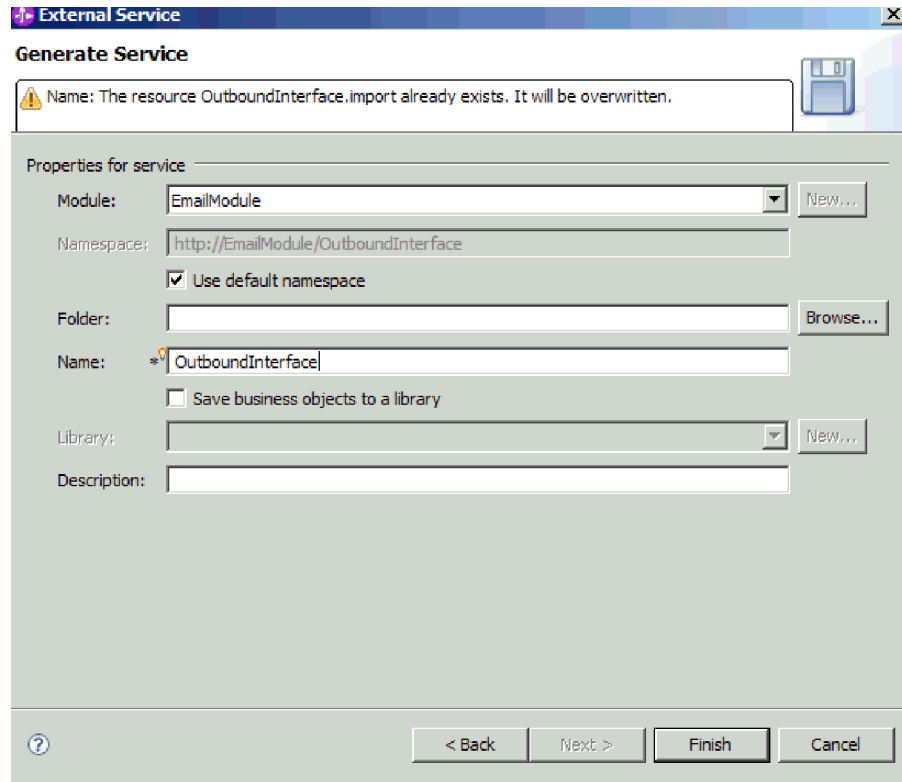 External Service
Generate Service
Name: The resource OutboundInterface.import already exists. It will be overwritten.
Properties for service
Module: EmailModule New...
Namespace: http://EmailModule/OutboundInterface
Use default namespace
Folder: Browse...
Name: * OutboundInterface
Save business objects to a library
Library: New...
Description:
? < Back Next > Finish Cancel